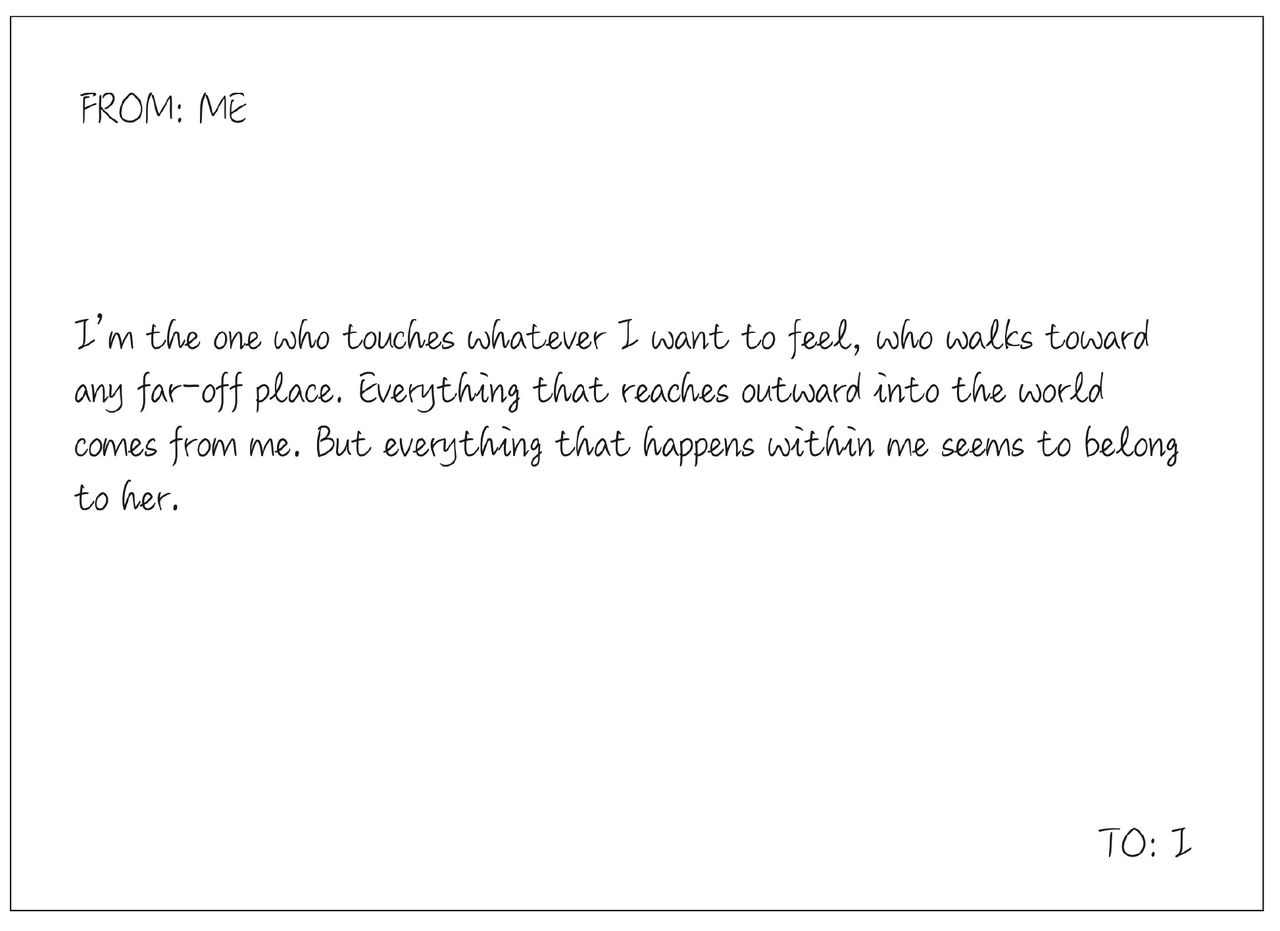 FROM: ME
I'm the one who touches whatever I want to feel, who walks toward
any far-off place. Everything that reaches outward into the world
comes from me. But everything that happens within me seems to belong
to her.
TO: I